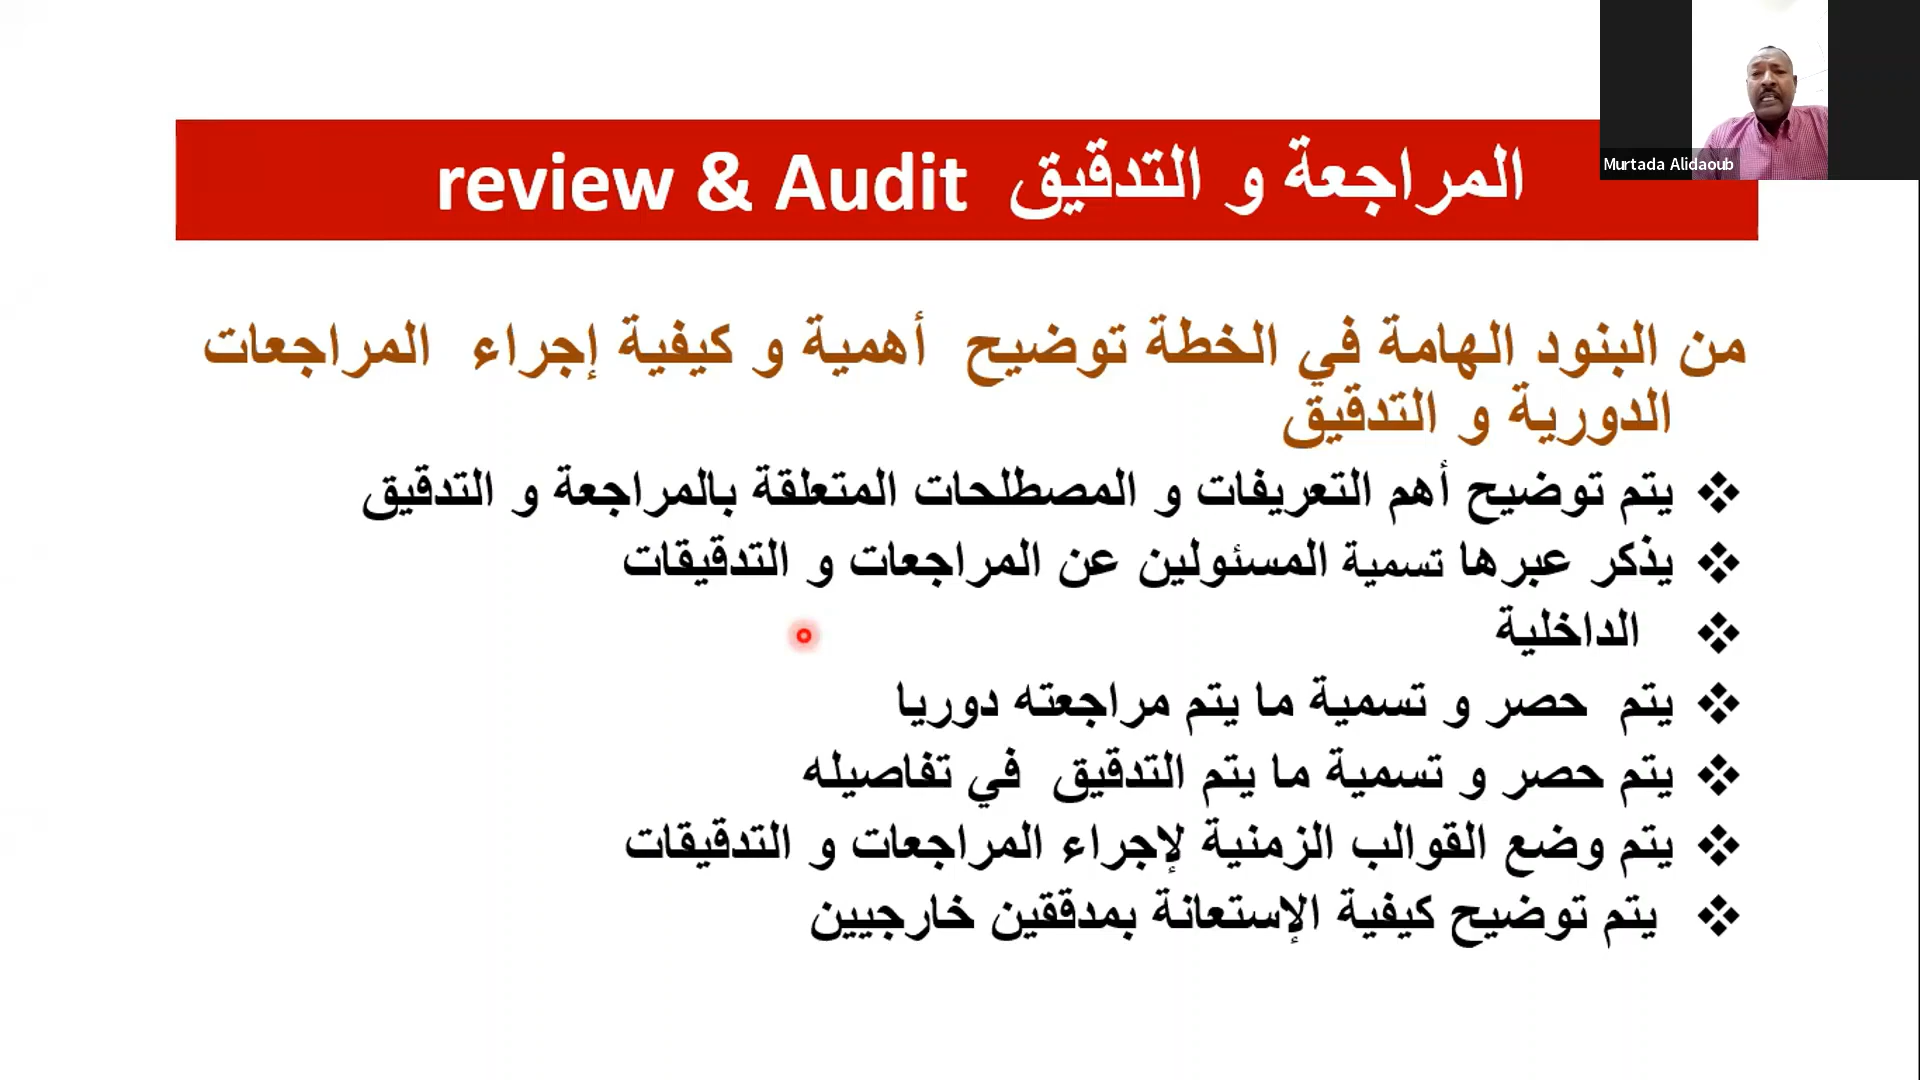 Murtada Alidaoub
المراجعة و التدقيق review & Audit
من البنود الهامة في الخطة توضيح أهمية و كيفية إجراء المراجعات
الدورية و التدقيق
❖ يتم توضيح أهم التعريفات و المصطلحات المتعلقة بالمراجعة و التدقيق
❖ يذكر عبرها تسمية المسئولين عن المراجعات و التدقيقات
❖ الداخلية
❖ يتم حصر و تسمية ما يتم مراجعته دوريا
❖ يتم حصر و تسمية ما يتم التدقيق في تفاصيله
❖ يتم وضع القوالب الزمنية لإجراء المراجعات و التدقيقات
❖ يتم توضيح كيفية الإستعانة بمدققين خارجيين